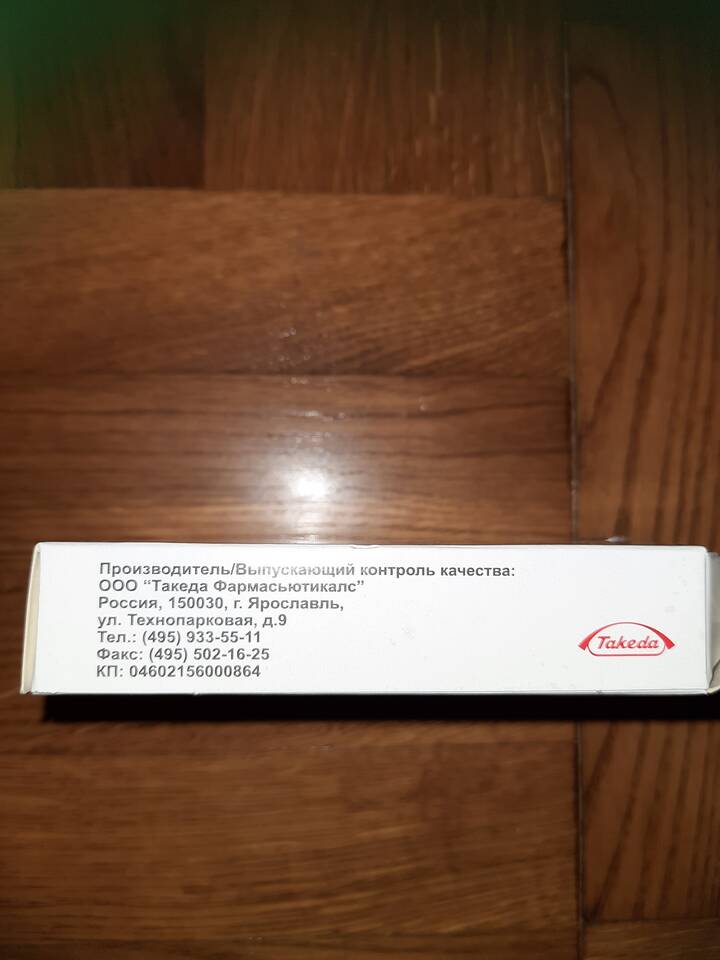 Производитель/Выпускающий контроль качества:
ООО “Такеда Фармасьютикалс”
Россия, 150030, г. Ярославль,
ул. Технопарковая, д.9
Тел.: (495) 933-55-11
Факс: (495) 502-16-25
КП: 04602156000864
Takeda